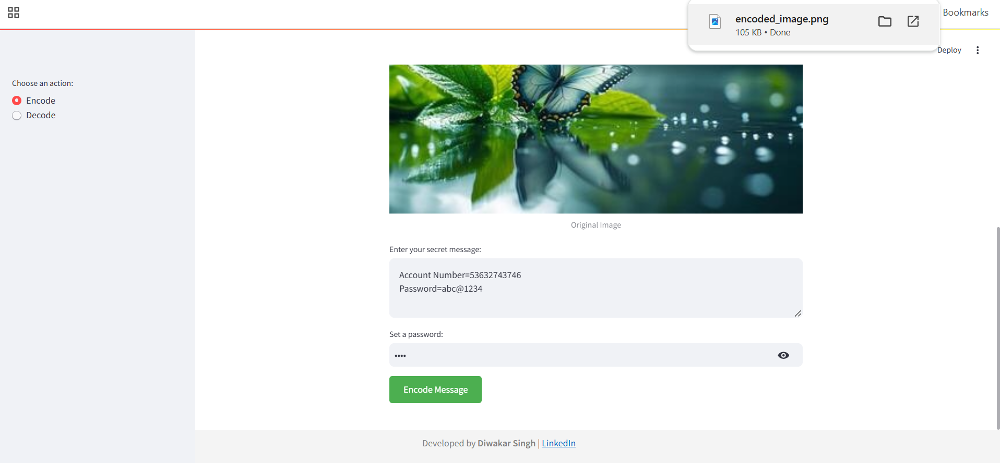 encoded_image.png
105 KB • Done
Bookmarks
Deploy
Choose an action:
Encode
Decode
Original Image
Enter your secret message:
Account Number=53632743746
Password=abc@1234
Set a password:
••••
Encode Message
Developed by Diwakar Singh | LinkedIn